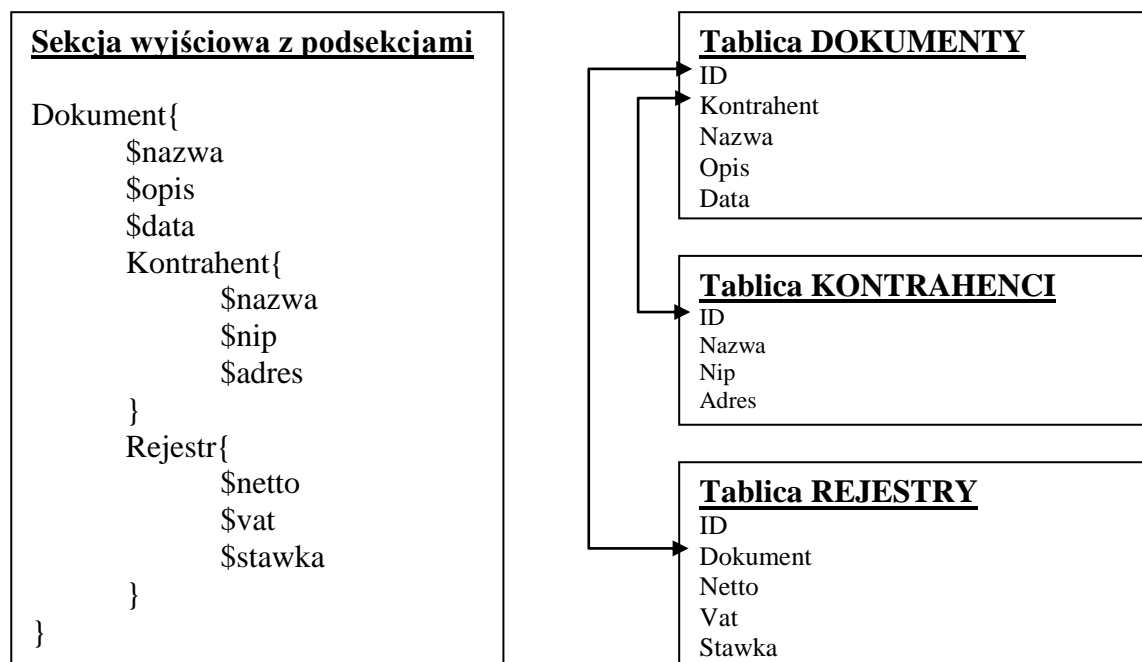 Sekcja wyjściowa z podsekcjami
Dokument{
$nazwa
$opis
$data
Kontrahent{
$nazwa
$nip
$adres
}
Rejestr{
$netto
$vat
$stawka
}
}
Tablica DOKUMENTY
ID
Kontrahent
Nazwa
Opis
Data
Tablica KONTRAHENCI
ID
Nazwa
Nip
Adres
Tablica REJESTRY
ID
Dokument
Netto
Vat
Stawka